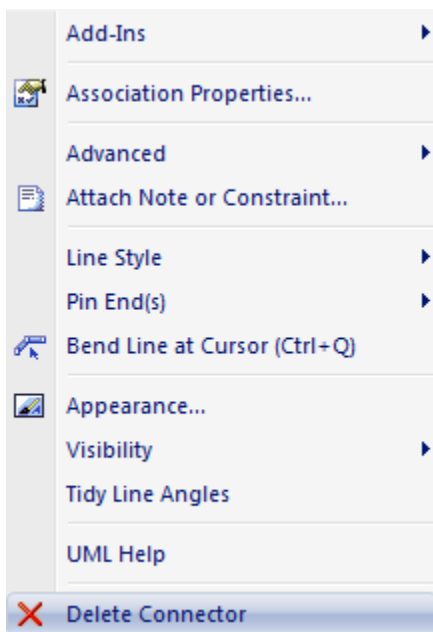 Add-Ins
Association Properties...
Advanced
Attach Note or Constraint...
Line Style
Pin End(s)
Bend Line at Cursor (Ctrl+Q)
Appearance...
Visibility
Tidy Line Angles
UML Help
Delete Connector